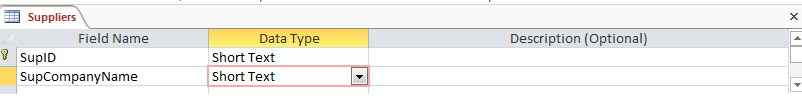 Suppliers
Field Name Data Type Description (Optional)
SupID Short Text
SupCompanyName Short Text